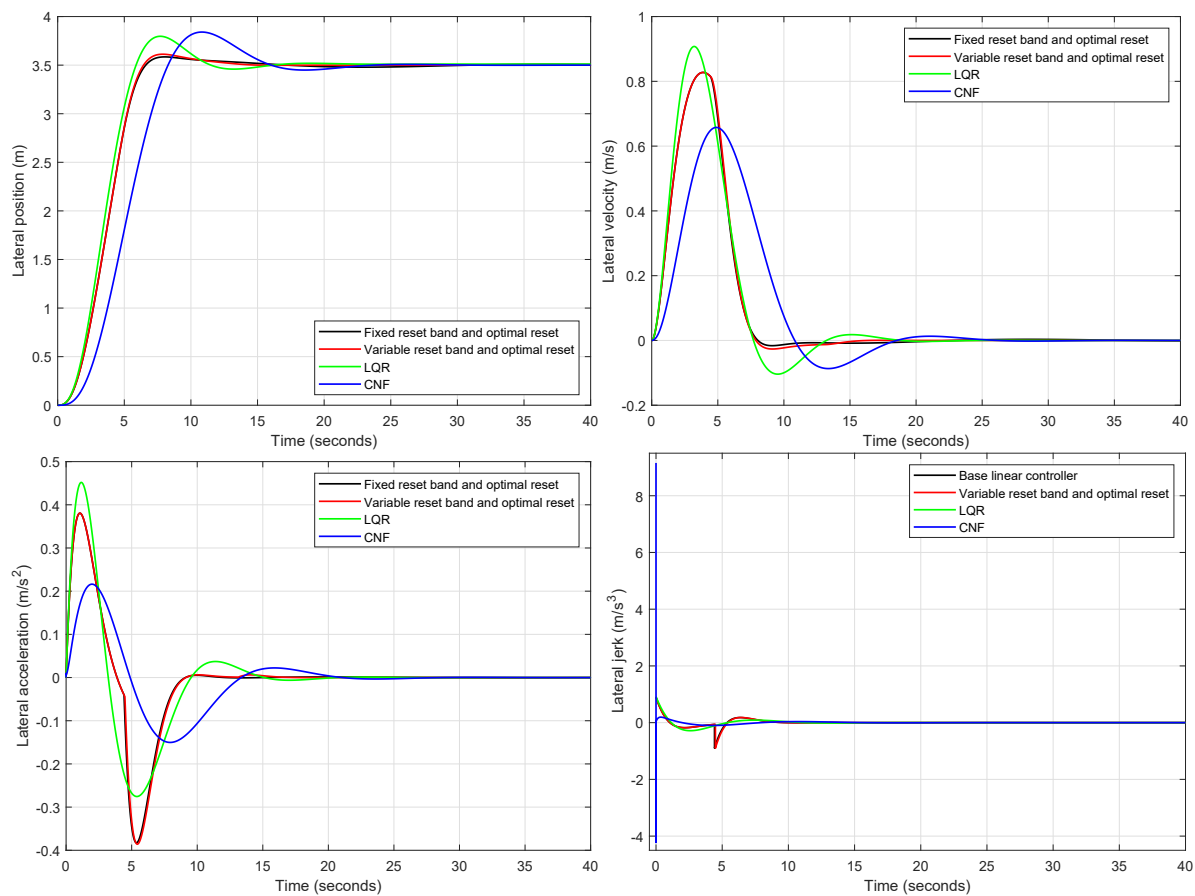 4
3.5
3
2.5
2
1.5
1
0.5
0
Lateral position (m)
Fixed reset band and optimal reset
Variable reset band and optimal reset
LQR
CNF
0 5 10 15 20 25 30 35 40
Time (seconds)
1
0.8
0.6
0.4
0.2
0
-0.2
Lateral velocity (m/s)
Fixed reset band and optimal reset
Variable reset band and optimal reset
LQR
CNF
0 5 10 15 20 25 30 35 40
Time (seconds)
0.5
0.4
0.3
0.2
0.1
0
-0.1
-0.2
-0.3
-0.4
Lateral acceleration (m/s²)
Fixed reset band and optimal reset
Variable reset band and optimal reset
LQR
CNF
0 5 10 15 20 25 30 35 40
Time (seconds)
8
6
4
2
0
-2
-4
Lateral jerk (m/s³)
Base linear controller
Variable reset band and optimal reset
LQR
CNF
0 5 10 15 20 25 30 35 40
Time (seconds)